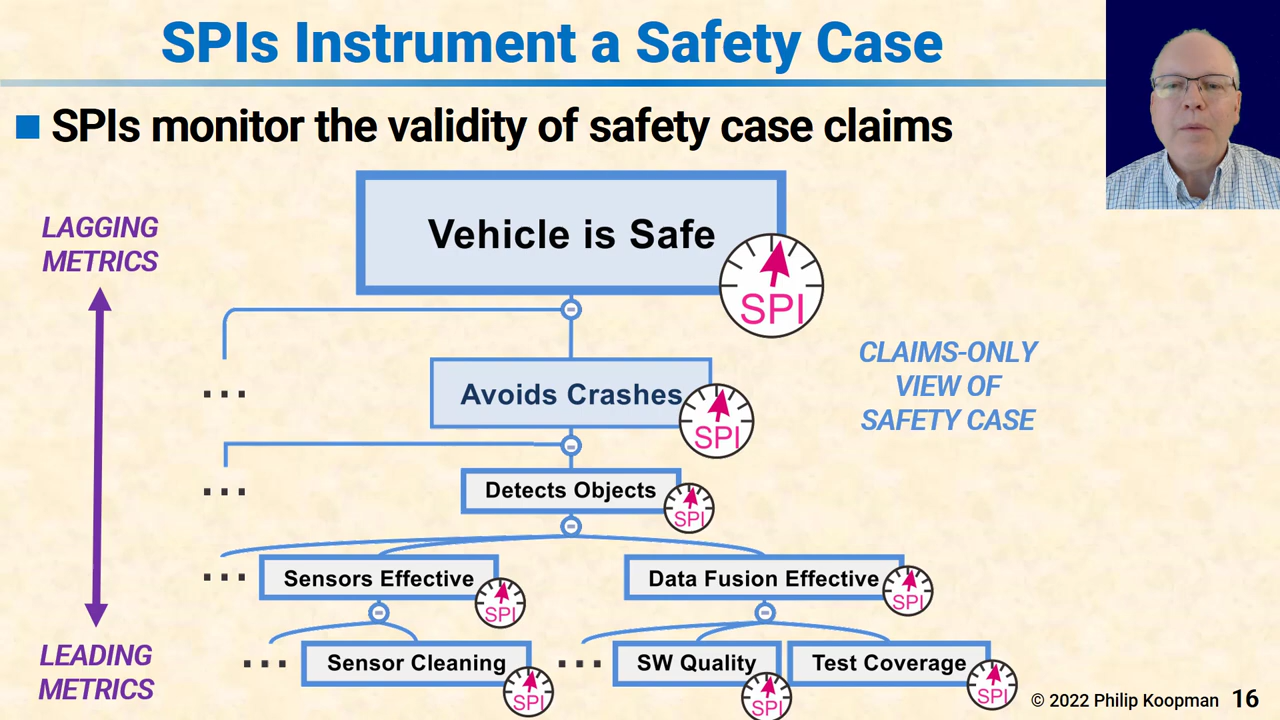 SPIs Instrument a Safety Case
SPIs monitor the validity of safety case claims
LAGGING
METRICS
Vehicle is Safe
SPI
CLAIMS-ONLY
VIEW OF
SAFETY CASE
...
Avoids Crashes
SPI
...
Detects Objects
SPI
...
Sensors Effective
SPI
Data Fusion Effective
SPI
LEADING
METRICS
...
Sensor Cleaning
SPI
...
SW Quality
SPI
Test Coverage
SPI
© 2022 Philip Koopman 16